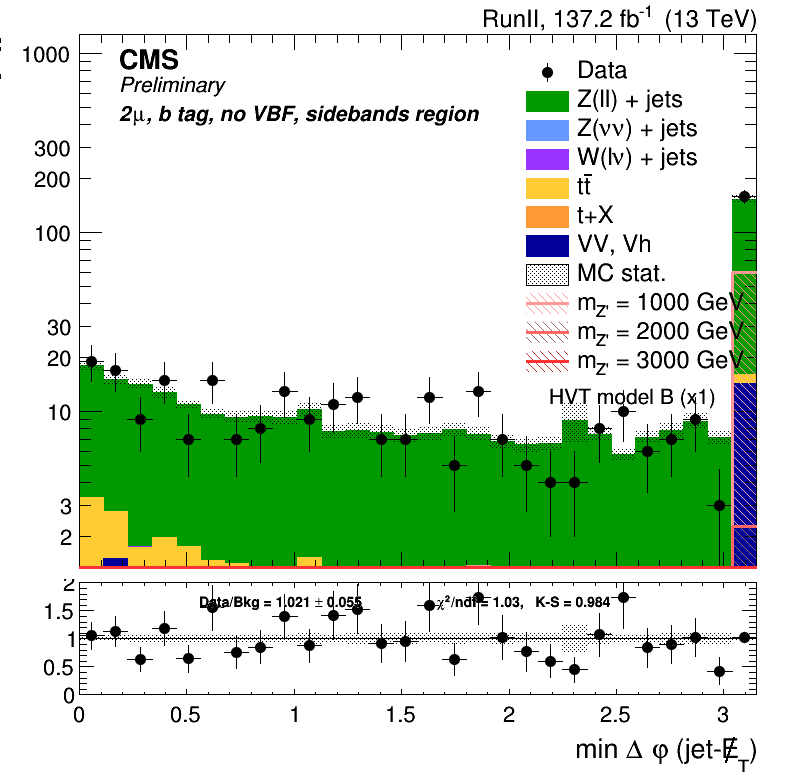 RunII, 137.2 fb⁻¹ (13 TeV)
CMS
Preliminary
2μ, b tag, no VBF, sidebands region
Data
Z(ll) + jets
Z(νν) + jets
W(lν) + jets
tt̄
t+X
VV, Vh
MC stat.
m_Z' = 1000 GeV
m_Z' = 2000 GeV
m_Z' = 3000 GeV
HVT model B (x1)
1000
300
200
100
30
20
10
3
2
Data/Bkg = 1.021 ± 0.055
χ²/ndf = 1.03, K-S = 0.984
2
1.5
1
0.5
0
0 0.5 1 1.5 2 2.5 3
min Δ φ (jet-E̸_T)